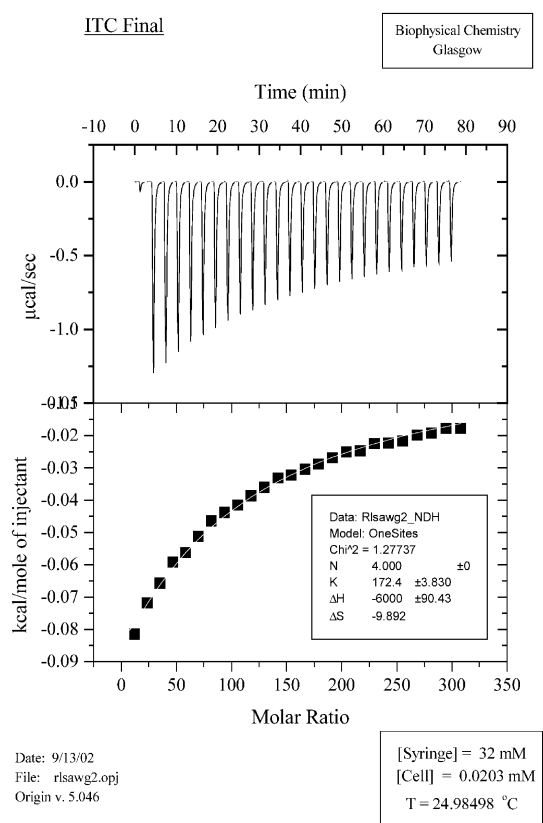 ITC Final
Biophysical Chemistry
Glasgow
Time (min)
-10 0 10 20 30 40 50 60 70 80 90
0.0
-0.5
-1.0
µcal/sec
-0.02
-0.03
-0.04
-0.05
-0.06
-0.07
-0.08
-0.09
kcal/mole of injectant
Data: Rlsawg2_NDH
Model: OneSites
Chi^2 = 1.27737
N 4.000 ±0
K 172.4 ±3.830
ΔH -6000 ±90.43
ΔS -9.892
0 50 100 150 200 250 300 350
Molar Ratio
Date: 9/13/02
File: rlsawg2.opj
Origin v. 5.046
[Syringe] = 32 mM
[Cell] = 0.0203 mM
T = 24.98498 °C